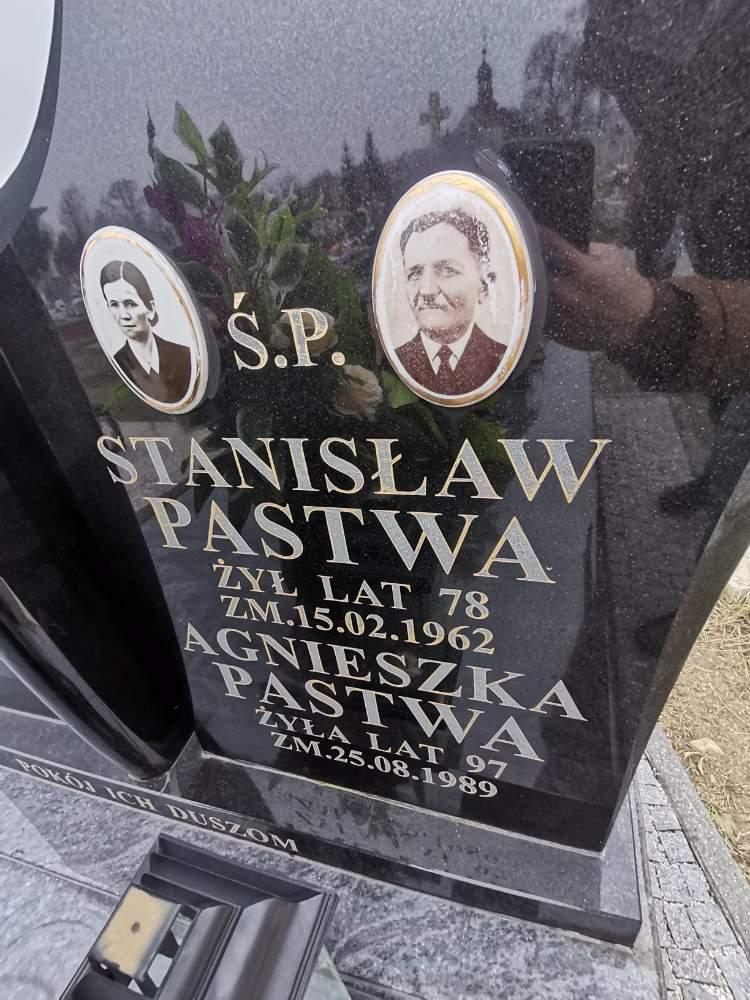 Ś.P.
STANISŁAW
PASTWA
ŻYŁ LAT 78
ZM.15.02.1962
AGNIESZKA
PASTWA
ŻYŁA LAT 97
ZM.25.08.1989
POKÓJ ICH DUSZOM